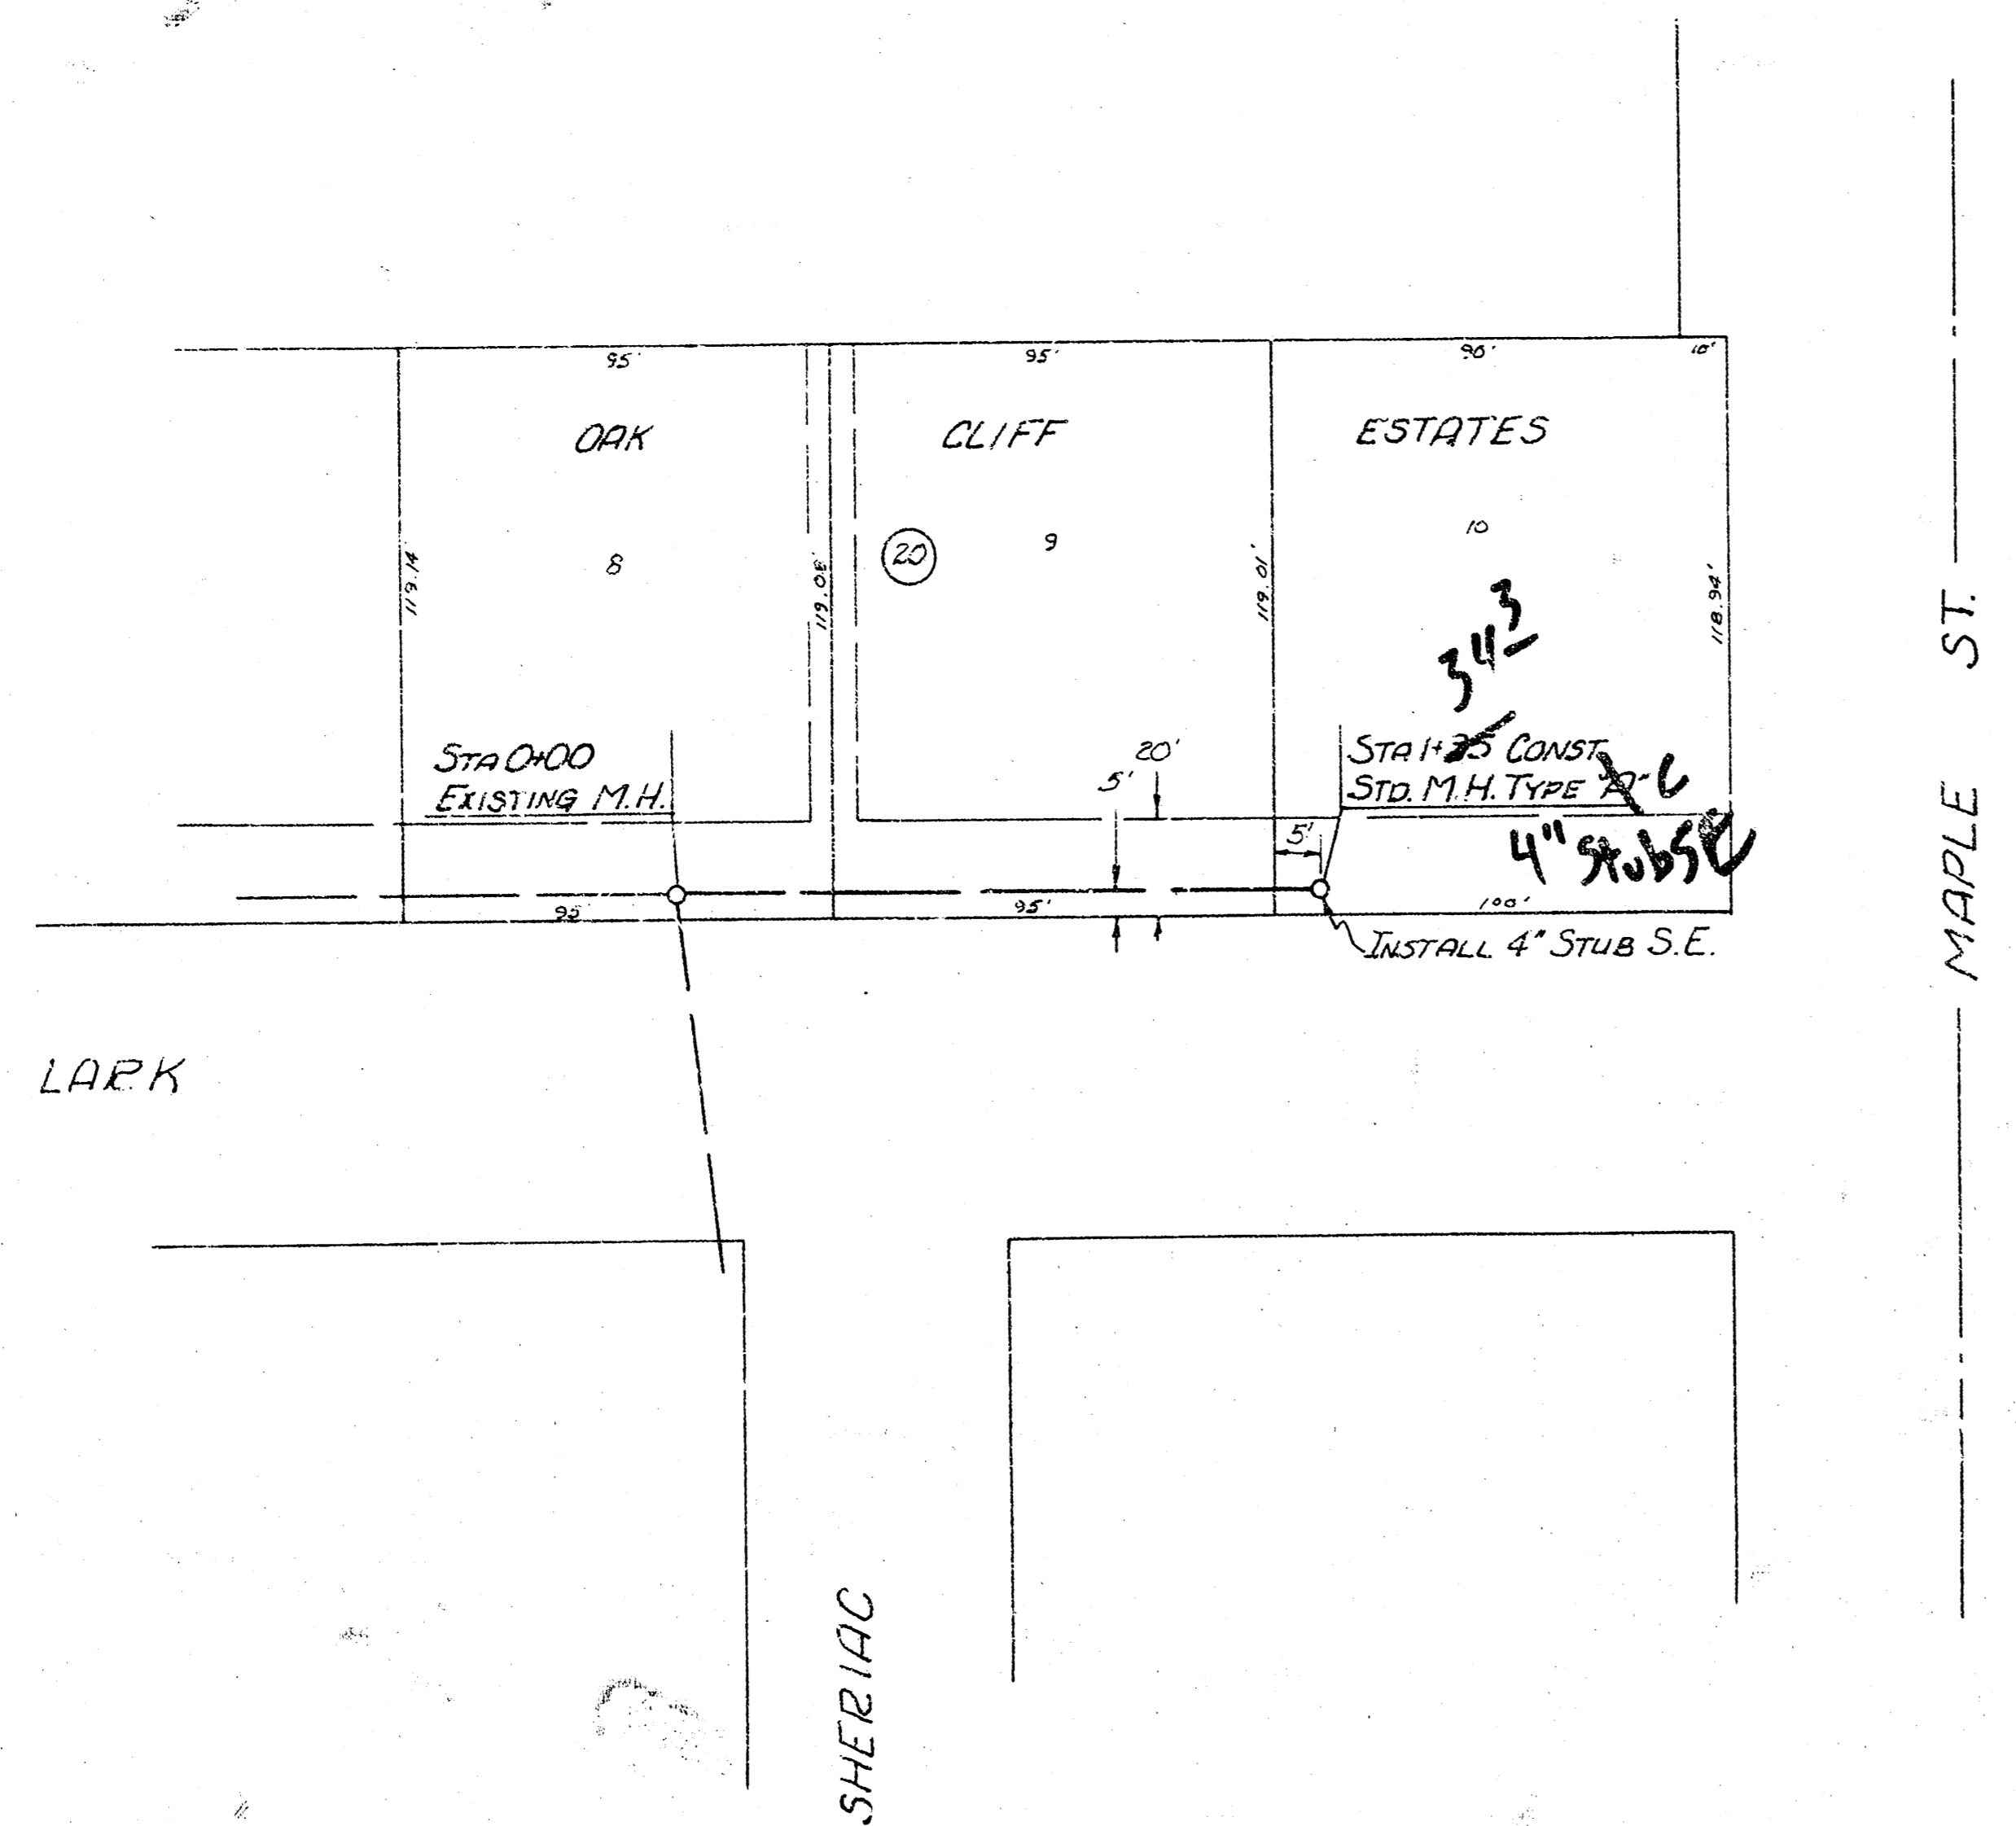 95' 95' 90' 10'
OAK CLIFF ESTATES
8 20 9 10
119.14' 119.08' 119.01' 118.94'
34 3
STA 0+00
EXISTING M.H.
20'
5'
STA 1+35 CONST.
STD. M.H. TYPE "A" C
5'
4" Stub SE
95' 95' 100'
INSTALL 4" STUB S.E.
LARK
SHERIAC
MAPLE ST.